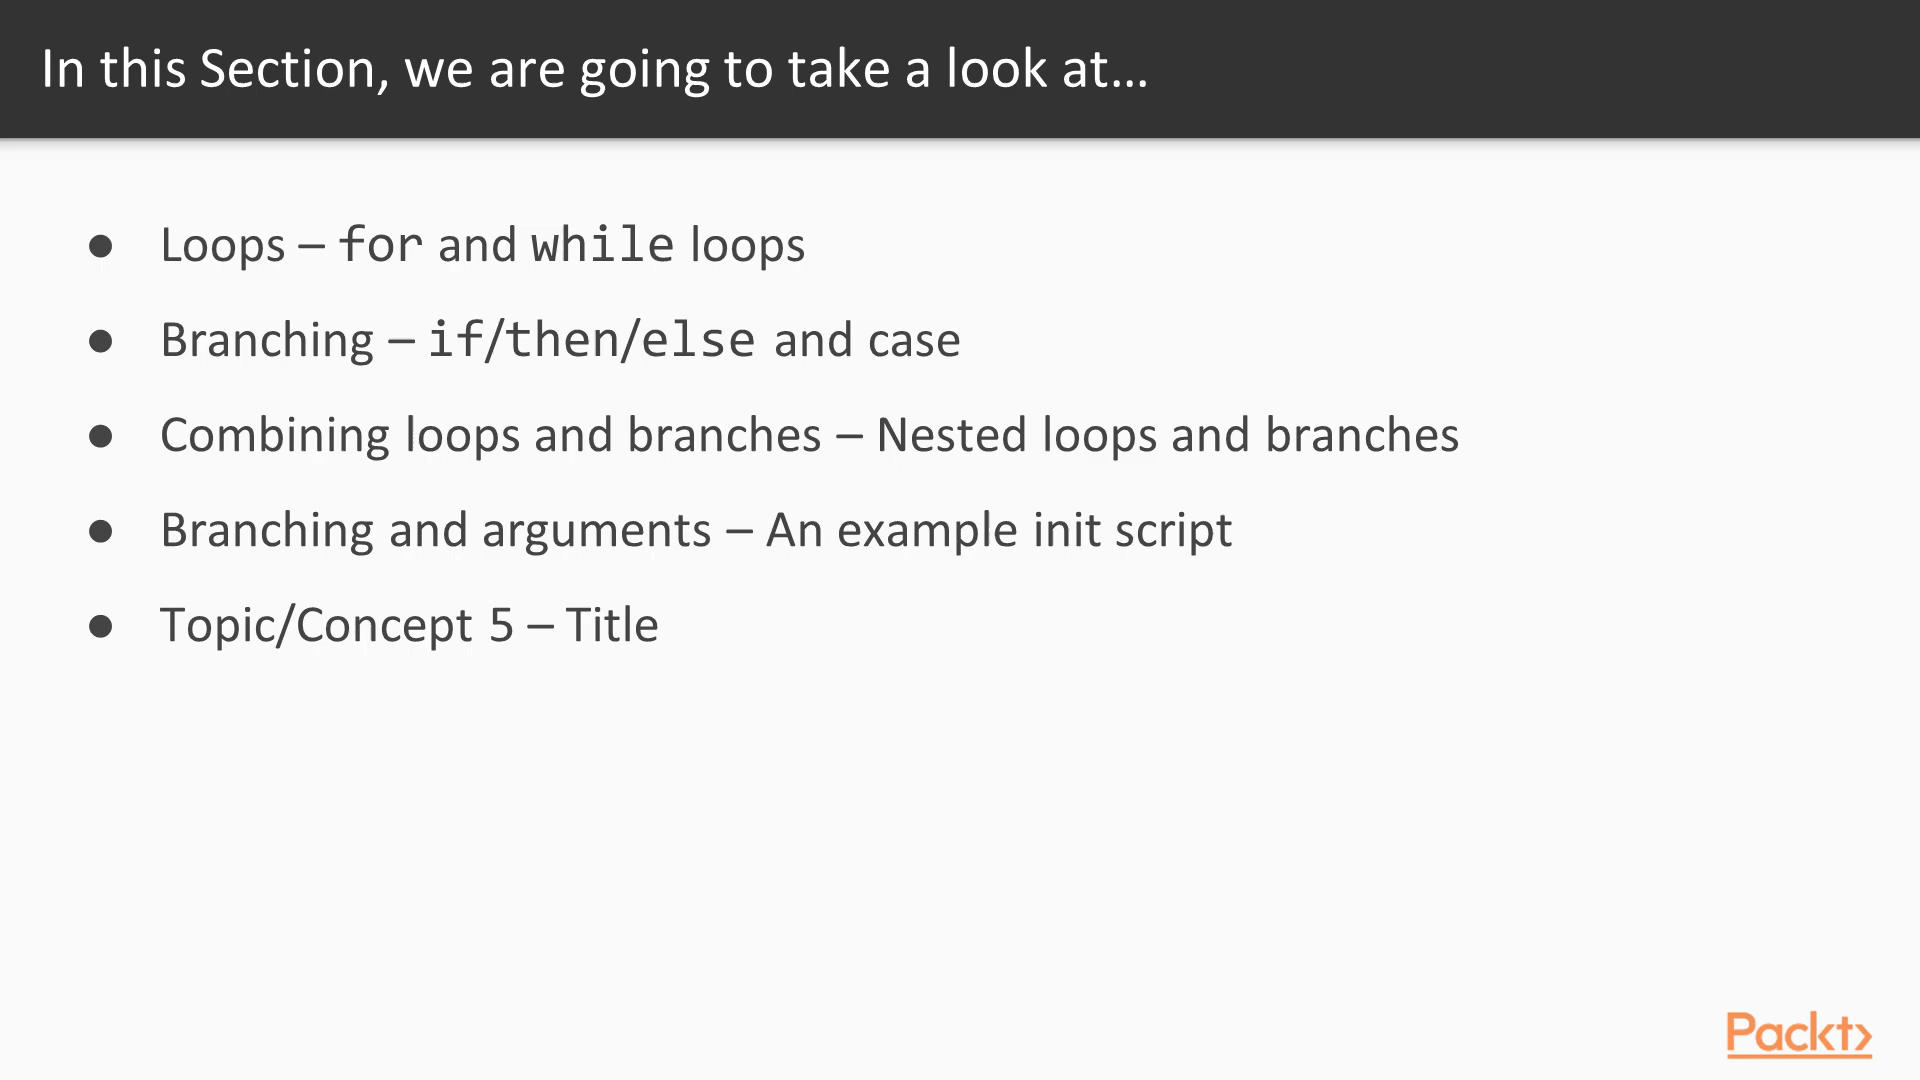 In this Section, we are going to take a look at...
● Loops – for and while loops
● Branching – if/then/else and case
● Combining loops and branches – Nested loops and branches
● Branching and arguments – An example init script
● Topic/Concept 5 – Title
Packt>